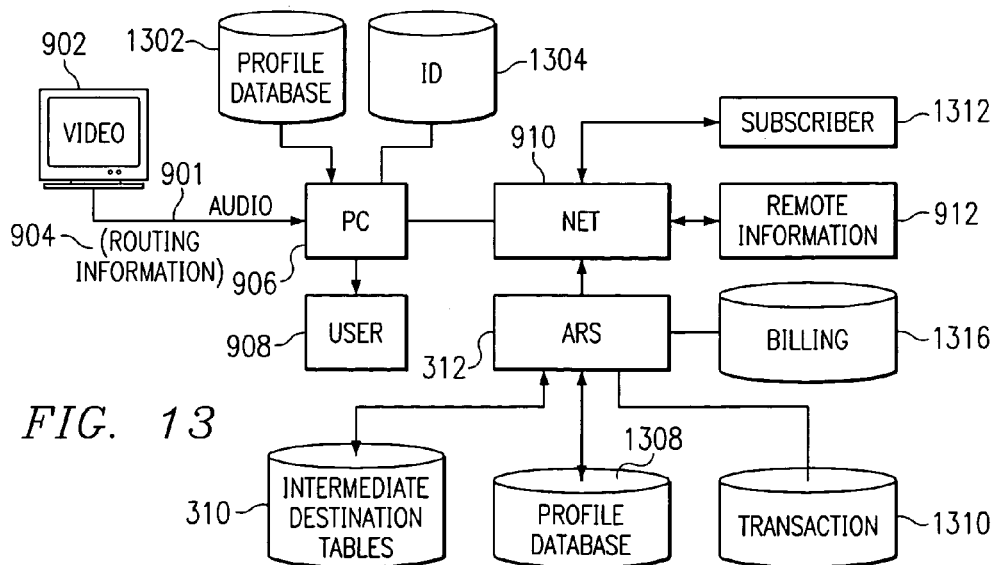 1302
902
PROFILE
DATABASE
ID
1304
VIDEO
910
SUBSCRIBER
1312
901
AUDIO
904
(ROUTING
INFORMATION)
PC
NET
REMOTE
INFORMATION
912
906
USER
908
ARS
312
BILLING
1316
FIG. 13
1308
310
INTERMEDIATE
DESTINATION
TABLES
PROFILE
DATABASE
TRANSACTION
1310